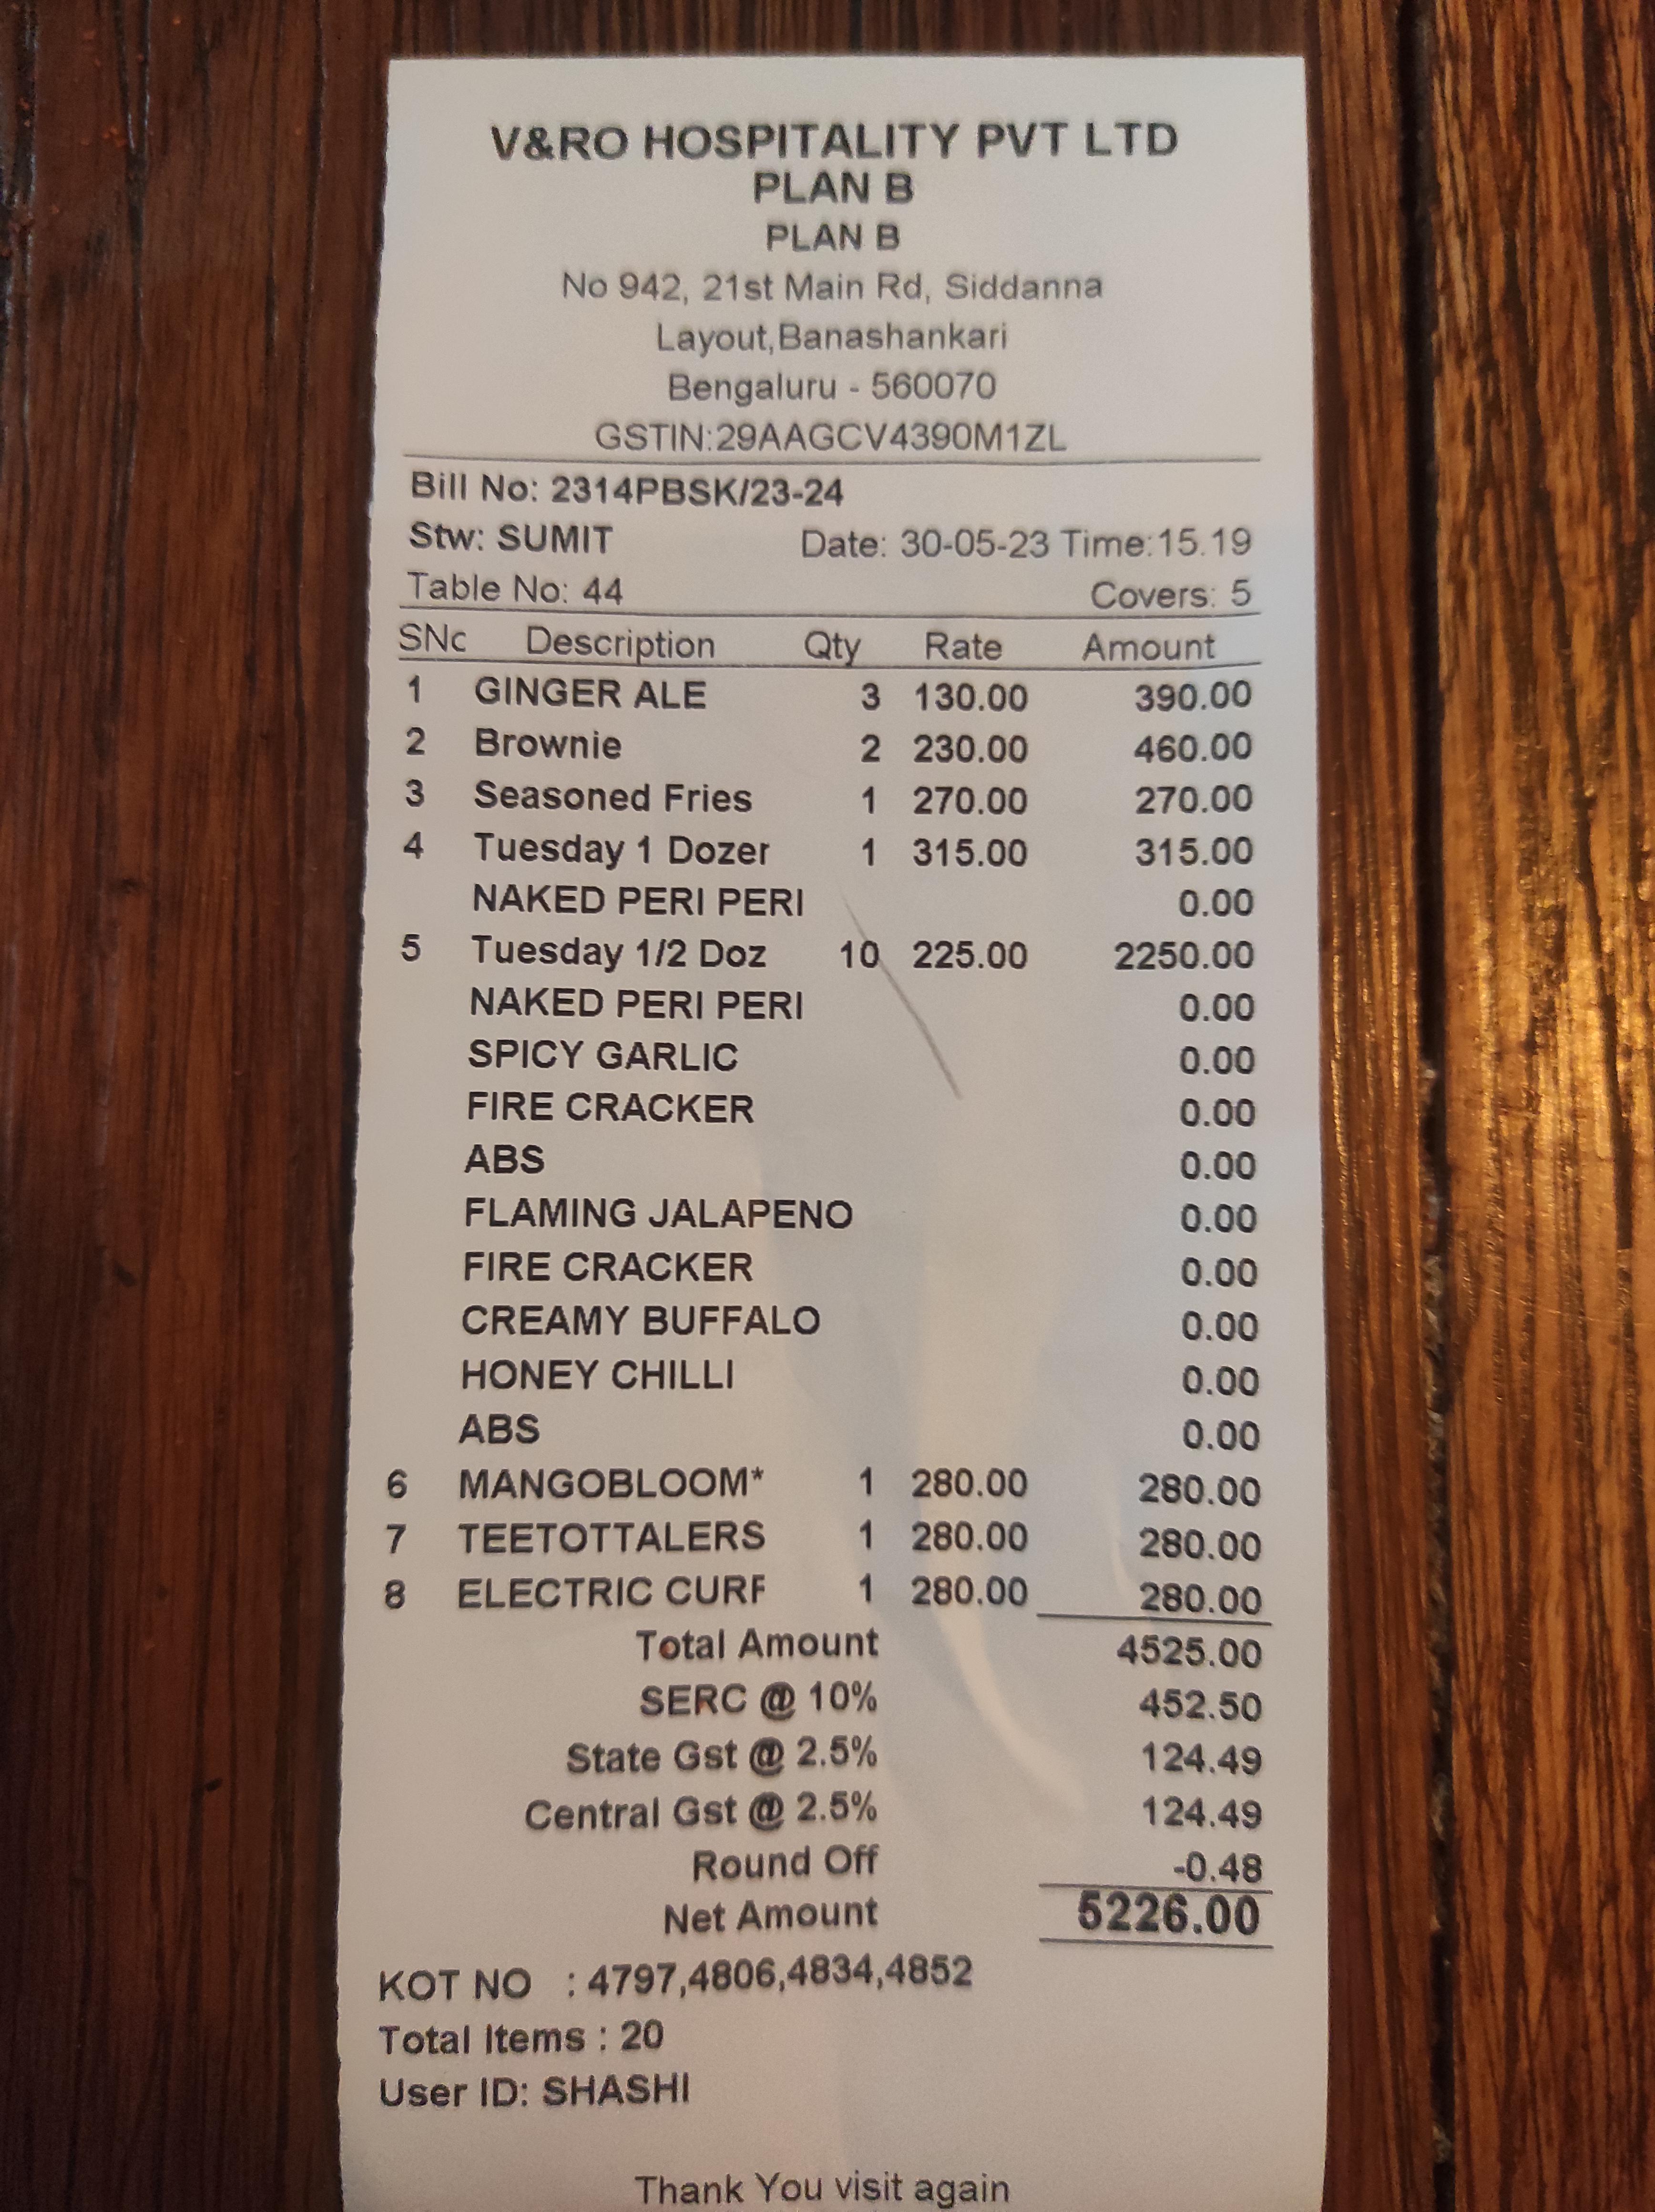 V&RO HOSPITALITY PVT LTD
PLAN B
PLAN B
No 942, 21st Main Rd, Siddanna
Layout,Banashankari
Bengaluru - 560070
GSTIN:29AAGCV4390M1ZL
Bill No: 2314PBSK/23-24
Stw: SUMIT Date: 30-05-23 Time:15.19
Table No: 44 Covers: 5
SNc Description Qty Rate Amount
1 GINGER ALE 3 130.00 390.00
2 Brownie 2 230.00 460.00
3 Seasoned Fries 1 270.00 270.00
4 Tuesday 1 Dozer 1 315.00 315.00
NAKED PERI PERI 0.00
5 Tuesday 1/2 Doz 10 225.00 2250.00
NAKED PERI PERI 0.00
SPICY GARLIC 0.00
FIRE CRACKER 0.00
ABS 0.00
FLAMING JALAPENO 0.00
FIRE CRACKER 0.00
CREAMY BUFFALO 0.00
HONEY CHILLI 0.00
ABS 0.00
6 MANGOBLOOM* 1 280.00 280.00
7 TEETOTTALERS 1 280.00 280.00
8 ELECTRIC CURF 1 280.00 280.00
Total Amount 4525.00
SERC @ 10% 452.50
State Gst @ 2.5% 124.49
Central Gst @ 2.5% 124.49
Round Off -0.48
Net Amount 5226.00
KOT NO : 4797,4806,4834,4852
Total Items : 20
User ID: SHASHI
Thank You visit again